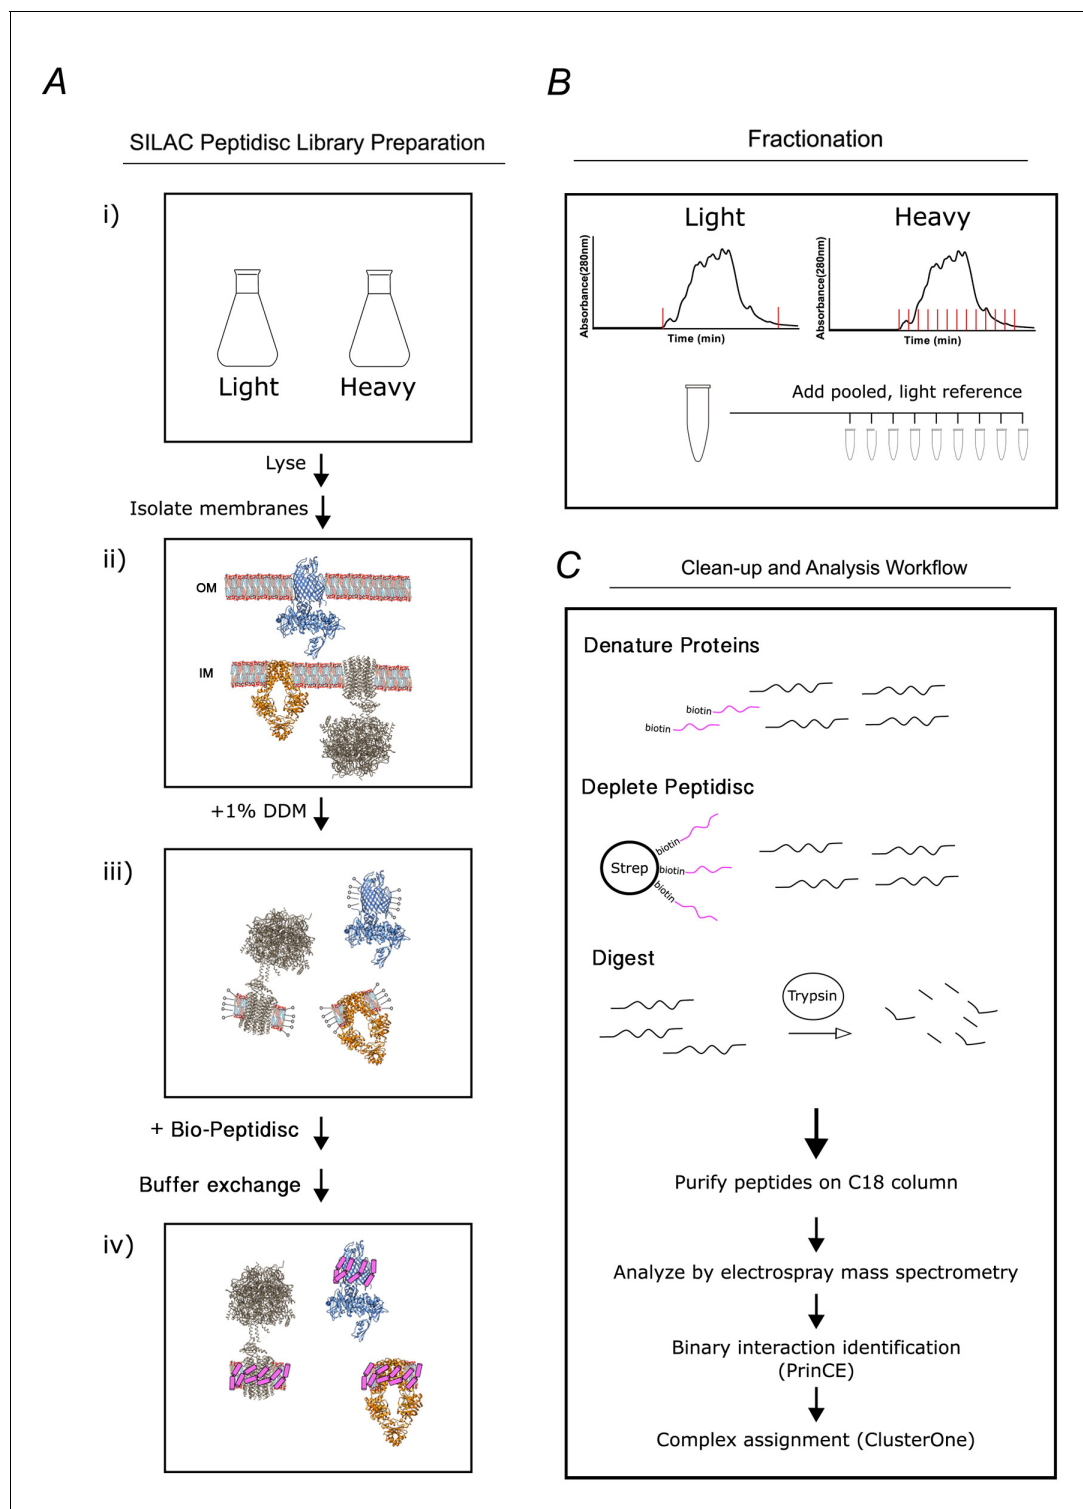 A
SILAC Peptidisc Library Preparation
i)
Light
Heavy
Lyse
Isolate membranes
ii)
OM
IM
+1% DDM
iii)
+ Bio-Peptidisc
Buffer exchange
iv)
B
Fractionation
Light
Heavy
Absorbance(280nm)
Time (min)
Absorbance(280nm)
Time (min)
Add pooled, light reference
C
Clean-up and Analysis Workflow
Denature Proteins
biotin
biotin
Deplete Peptidisc
Strep
biotin
biotin
biotin
Digest
Trypsin
Purify peptides on C18 column
Analyze by electrospray mass spectrometry
Binary interaction identification
(PrinCE)
Complex assignment (ClusterOne)